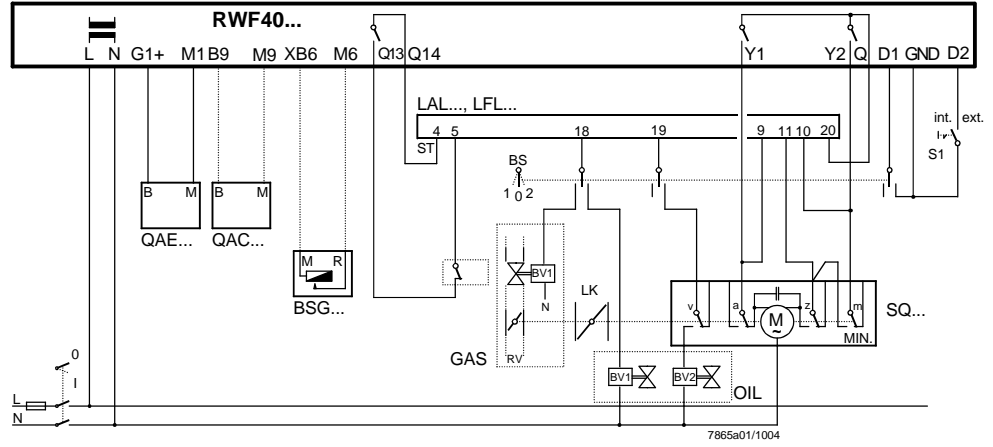 RWF40...
L N G1+ M1 B9 M9 XB6 M6 Q13 Q14 Y1 Y2 Q D1 GND D2
LAL..., LFL...
int. ext.
4 5 18 19 9 11 10 20
I
ST
S1
BS
1 0 2
B M B M
QAE... QAC...
M R
BSG...
BV1
N
LK
v a z m
M
~
SQ...
MIN.
GAS
RV
0
I
BV1 BV2
OIL
L
N
7865a01/1004